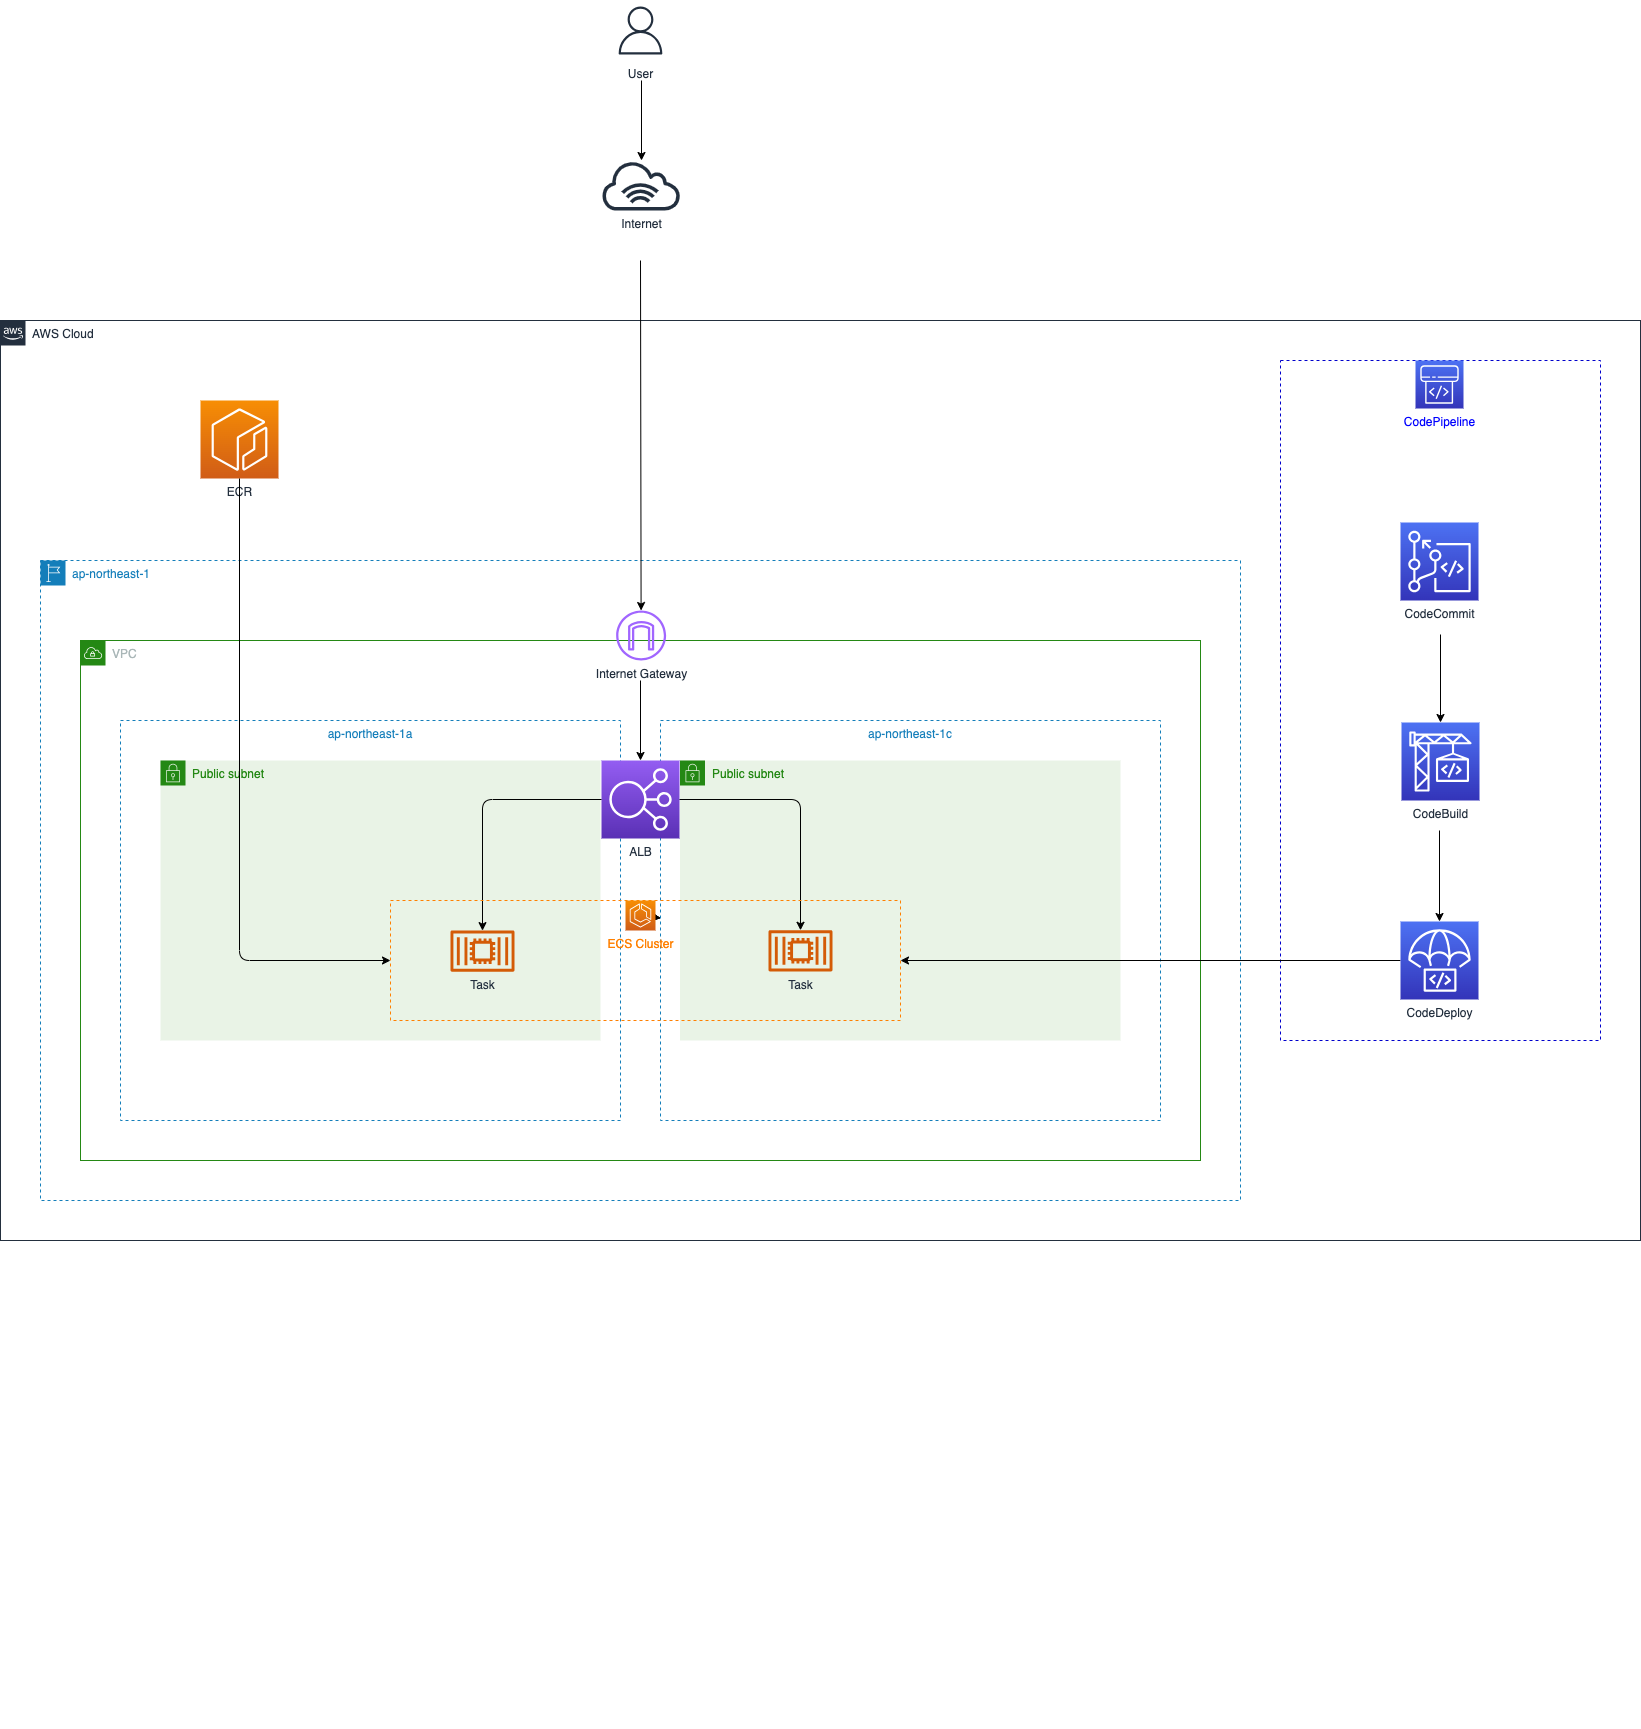 User
Internet
aws
AWS Cloud
CodePipeline
ECR
ap-northeast-1
CodeCommit
VPC
Internet Gateway
ap-northeast-1a
ap-northeast-1c
Public subnet
Public subnet
CodeBuild
ALB
ECS Cluster
Task
Task
CodeDeploy